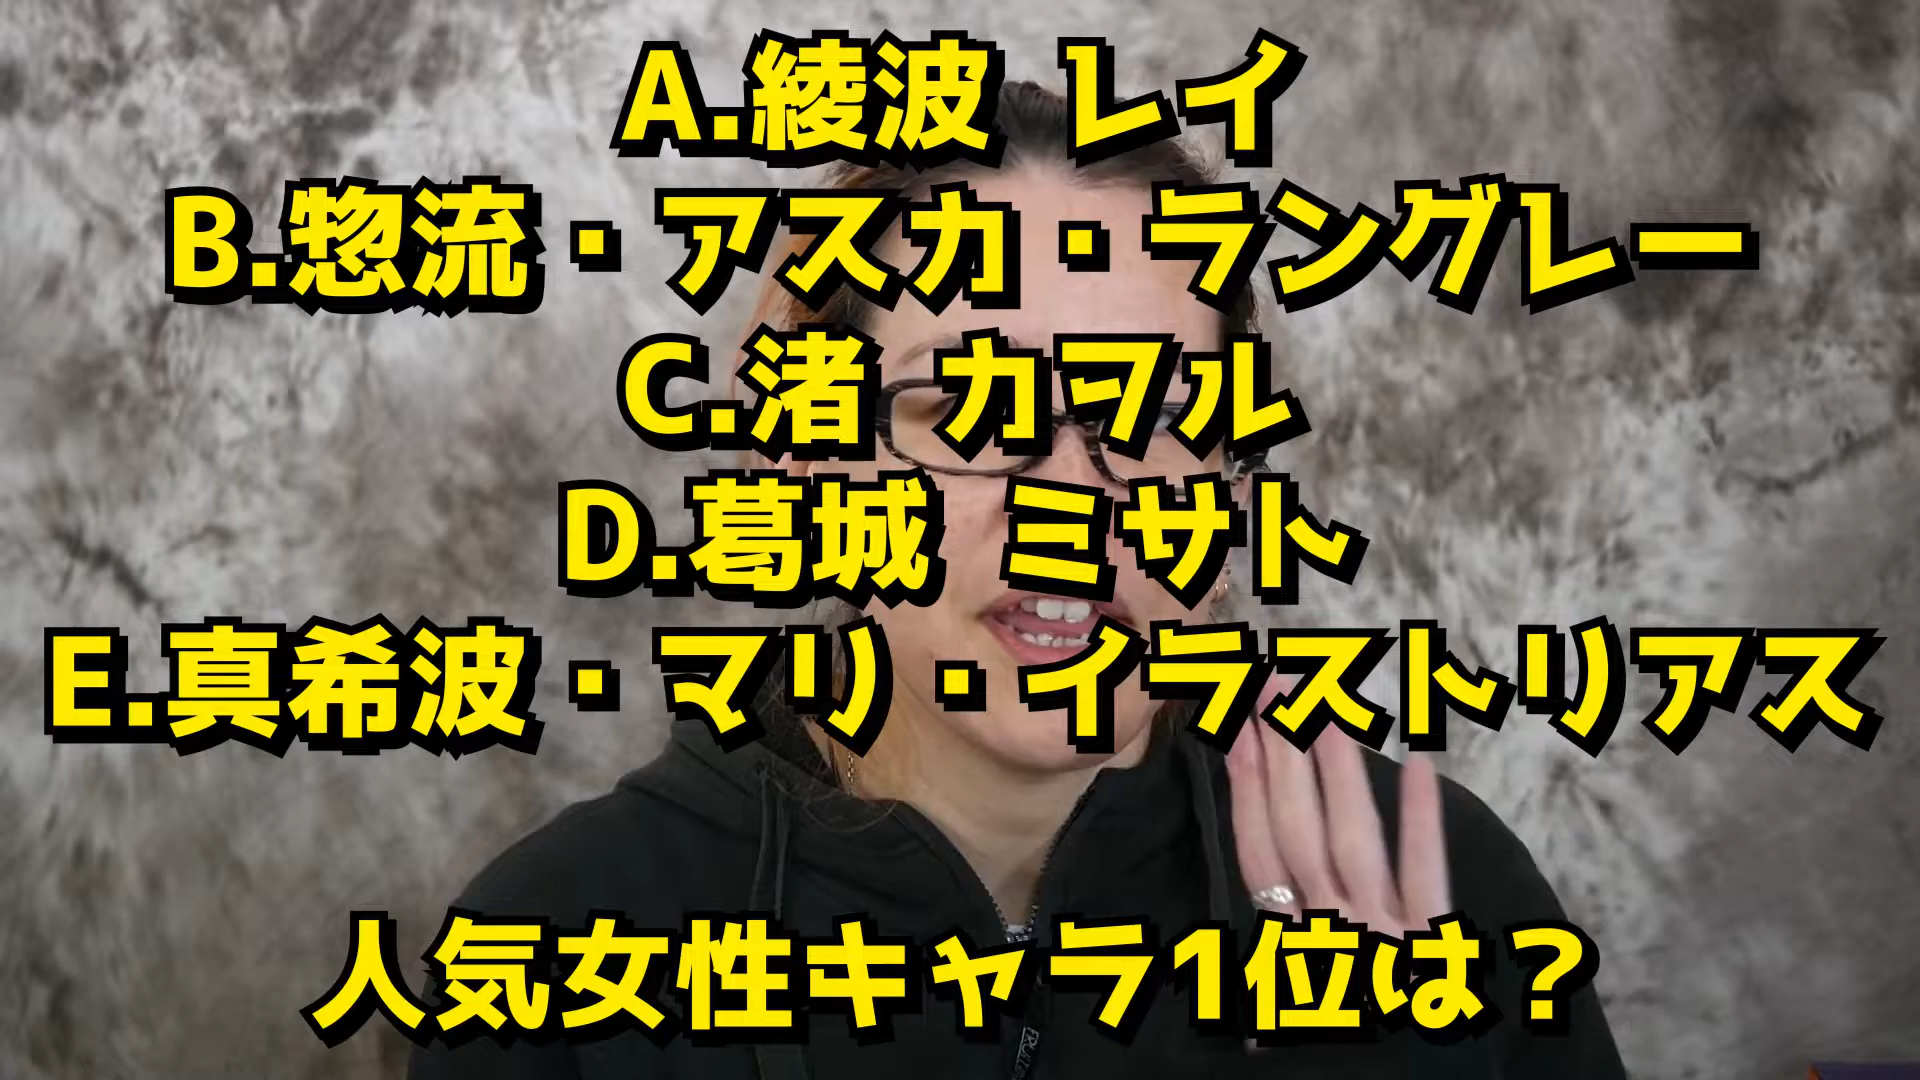 A.綾波 レイ
B.惣流・アスカ・ラングレー
C.渚 カヲル
D.葛城 ミサト
E.真希波・マリ・イラストリアス
人気女性キャラ1位は？